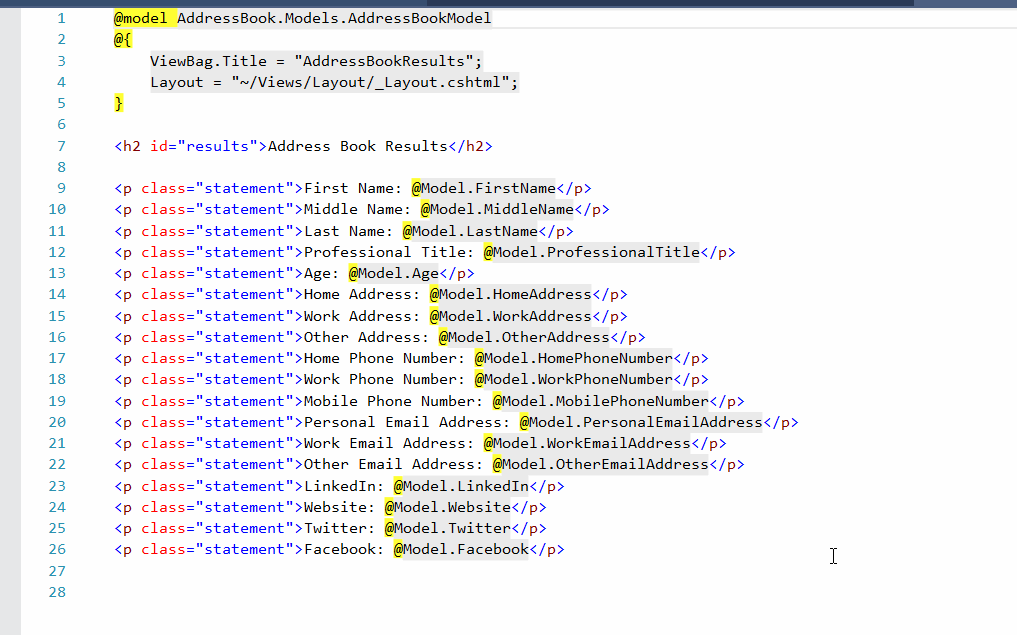 1 @model AddressBook.Models.AddressBookModel
2 @{
3 ViewBag.Title = "AddressBookResults";
4 Layout = "~/Views/Layout/_Layout.cshtml";
5 }
6
7 <h2 id="results">Address Book Results</h2>
8
9 <p class="statement">First Name: @Model.FirstName</p>
10 <p class="statement">Middle Name: @Model.MiddleName</p>
11 <p class="statement">Last Name: @Model.LastName</p>
12 <p class="statement">Professional Title: @Model.ProfessionalTitle</p>
13 <p class="statement">Age: @Model.Age</p>
14 <p class="statement">Home Address: @Model.HomeAddress</p>
15 <p class="statement">Work Address: @Model.WorkAddress</p>
16 <p class="statement">Other Address: @Model.OtherAddress</p>
17 <p class="statement">Home Phone Number: @Model.HomePhoneNumber</p>
18 <p class="statement">Work Phone Number: @Model.WorkPhoneNumber</p>
19 <p class="statement">Mobile Phone Number: @Model.MobilePhoneNumber</p>
20 <p class="statement">Personal Email Address: @Model.PersonalEmailAddress</p>
21 <p class="statement">Work Email Address: @Model.WorkEmailAddress</p>
22 <p class="statement">Other Email Address: @Model.OtherEmailAddress</p>
23 <p class="statement">LinkedIn: @Model.LinkedIn</p>
24 <p class="statement">Website: @Model.Website</p>
25 <p class="statement">Twitter: @Model.Twitter</p>
26 <p class="statement">Facebook: @Model.Facebook</p>
27
28